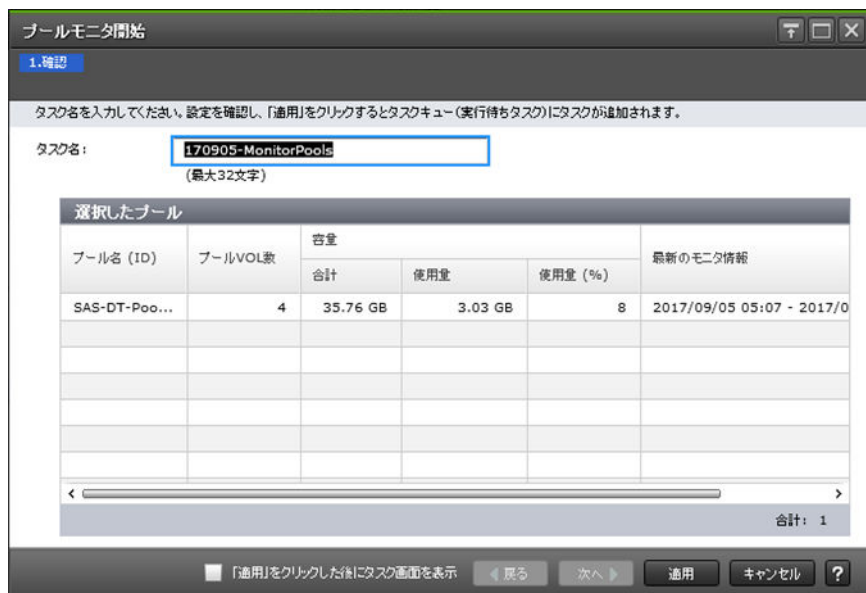 プールモニタ開始
1.確認
タスク名を入力してください。設定を確認し、「適用」をクリックするとタスクキュー(実行待ちタスク)にタスクが追加されます。
タスク名:
170905-MonitorPools
(最大32文字)
選択したプール
プール名 (ID)
プールVOL数
容量
合計
使用量
使用量 (%)
最新のモニタ情報
SAS-DT-Poo... 4 35.76 GB 3.03 GB 8 2017/09/05 05:07 - 2017/0
合計: 1
「適用」をクリックした後にタスク画面を表示
戻る
次へ
適用
キャンセル
?